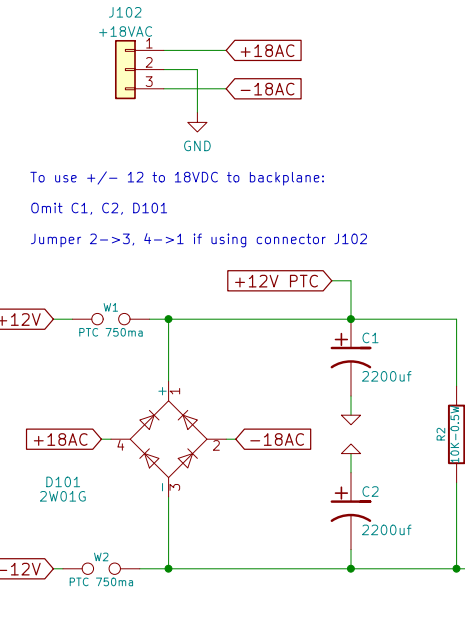 J102
+18VAC
1
+18AC
2
3
-18AC
GND
To use +/- 12 to 18VDC to backplane:
Omit C1, C2, D101
Jumper 2->3, 4->1 if using connector J102
+12V PTC
+12V
W1
PTC 750ma
+
C1
2200uf
+
1
+18AC
4
2
-18AC
R2
10K-0.5W
D101
2W01G
-
3
+
C2
2200uf
-12V
W2
PTC 750ma